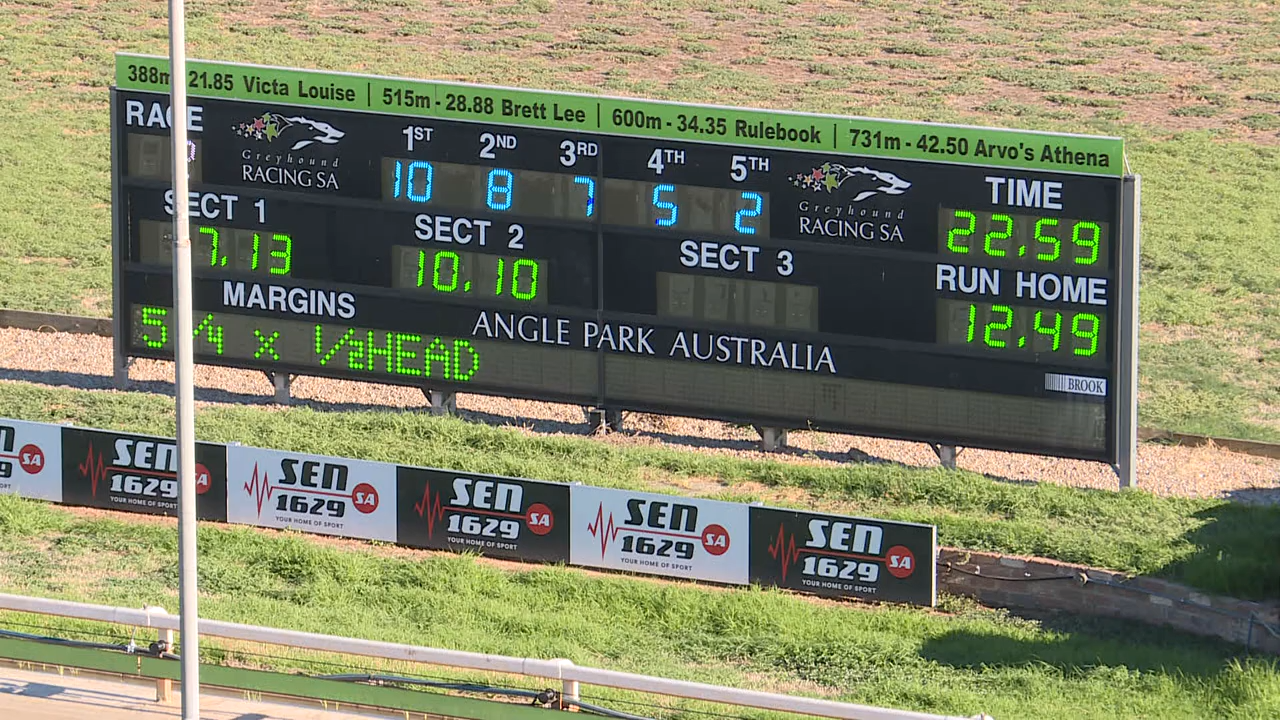 388m 21.85 Victa Louise | 515m - 28.88 Brett Lee | 600m - 34.35 Rulebook | 731m - 42.50 Arvo's Athena
RACE
Greyhound
RACING SA
1ST 2ND 3RD 4TH 5TH
10 8 7 5 2
Greyhound
RACING SA
TIME
22.59
SECT 1
7.13
SECT 2
10.10
SECT 3
RUN HOME
12.49
MARGINS
5 1/4 x 1/2HEAD
ANGLE PARK AUSTRALIA
BROOK
9 SA
SEN
1629 SA
YOUR HOME OF SPORT
SEN
1629 SA
YOUR HOME OF SPORT
SEN
1629 SA
YOUR HOME OF SPORT
SEN
1629 SA
YOUR HOME OF SPORT
SEN
1629 SA
YOUR HOME OF SPORT